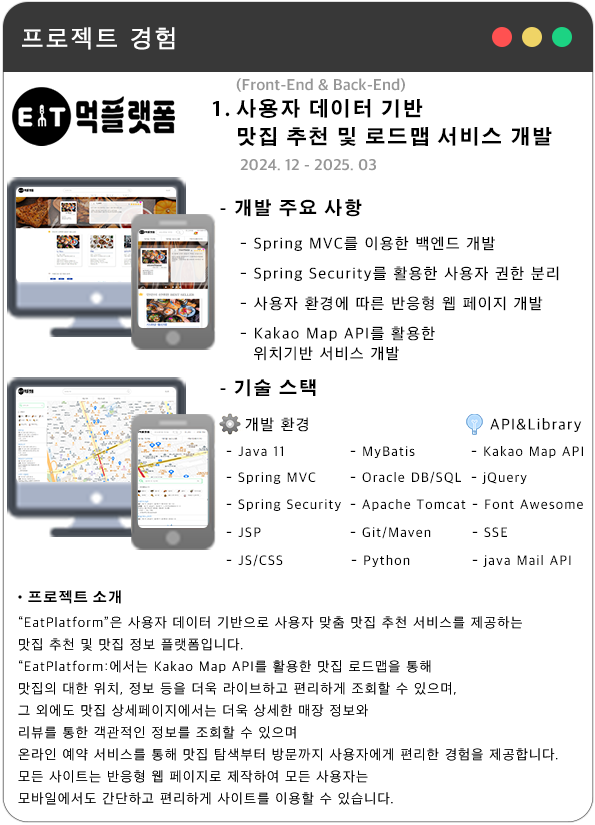 프로젝트 경험
(Front-End & Back-End)
EAT 먹플랫폼
1. 사용자 데이터 기반
맛집 추천 및 로드맵 서비스 개발
2024. 12 - 2025. 03
- 개발 주요 사항
- Spring MVC를 이용한 백엔드 개발
- Spring Security를 활용한 사용자 권한 분리
- 사용자 환경에 따른 반응형 웹 페이지 개발
- Kakao Map API를 활용한
위치기반 서비스 개발
- 기술 스택
개발 환경
- Java 11
- Spring MVC
- Spring Security
- JSP
- JS/CSS
- MyBatis
- Oracle DB/SQL
- Apache Tomcat
- Git/Maven
- Python
API&Library
- Kakao Map API
- jQuery
- Font Awesome
- SSE
- java Mail API
• 프로젝트 소개
“EatPlatform”은 사용자 데이터 기반으로 사용자 맞춤 맛집 추천 서비스를 제공하는
맛집 추천 및 맛집 정보 플랫폼입니다.
“EatPlatform:에서는 Kakao Map API를 활용한 맛집 로드맵을 통해
맛집의 대한 위치, 정보 등을 더욱 라이브하고 편리하게 조회할 수 있으며,
그 외에도 맛집 상세페이지에서는 더욱 상세한 매장 정보와
리뷰를 통한 객관적인 정보를 조회할 수 있으며
온라인 예약 서비스를 통해 맛집 탐색부터 방문까지 사용자에게 편리한 경험을 제공합니다.
모든 사이트는 반응형 웹 페이지로 제작하여 모든 사용자는
모바일에서도 간단하고 편리하게 사이트를 이용할 수 있습니다.